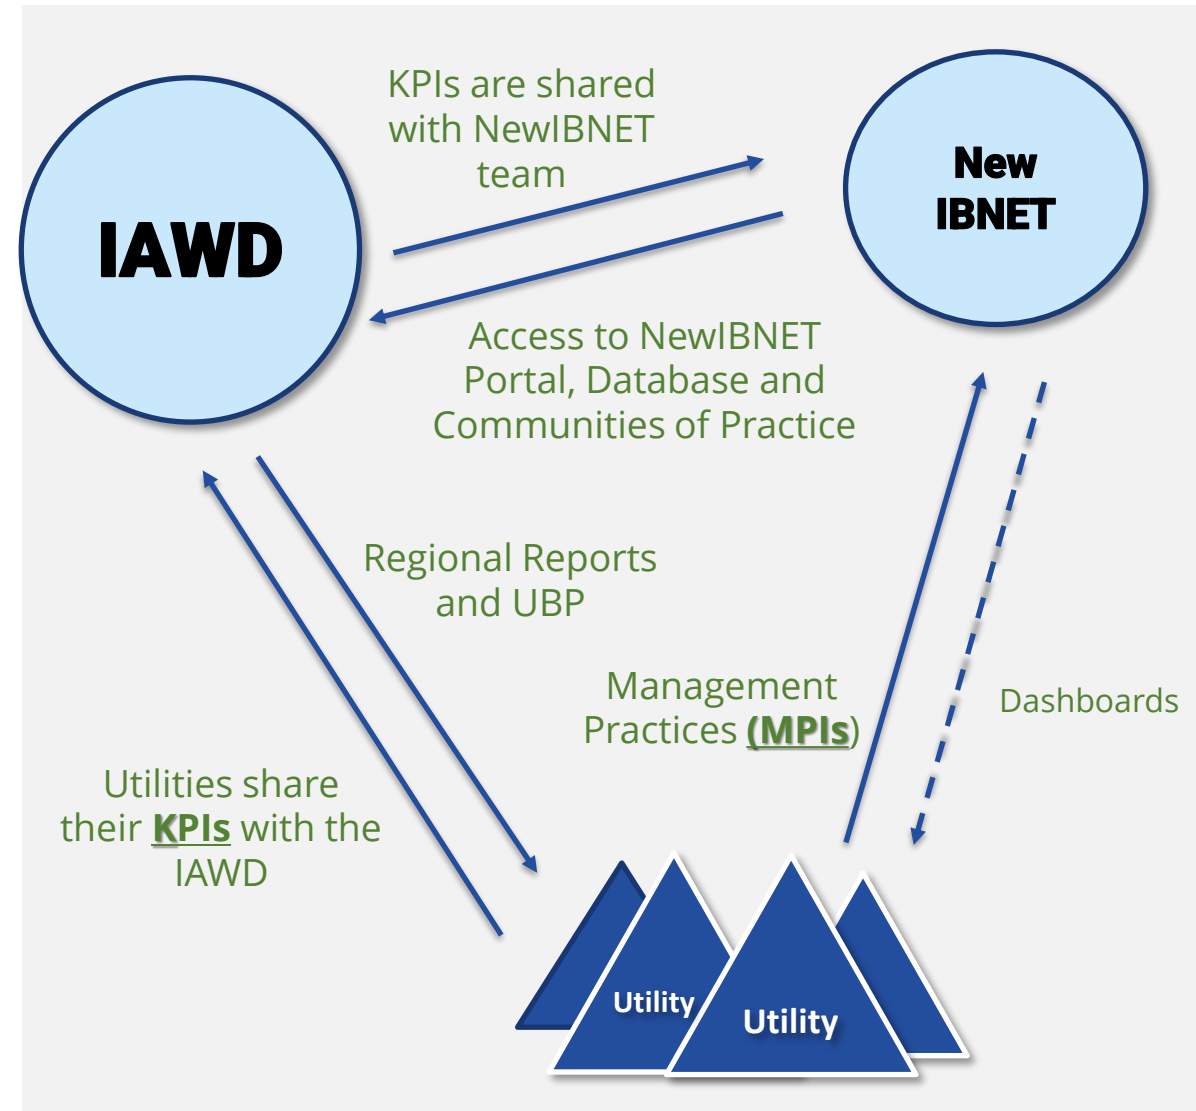 KPIs are shared
with NewIBNET
team
IAWD
New
IBNET
Access to NewIBNET
Portal, Database and
Communities of Practice
Regional Reports
and UBP
Management
Practices (MPIs)
Dashboards
Utilities share
their KPIs with the
IAWD
Utility
Utility